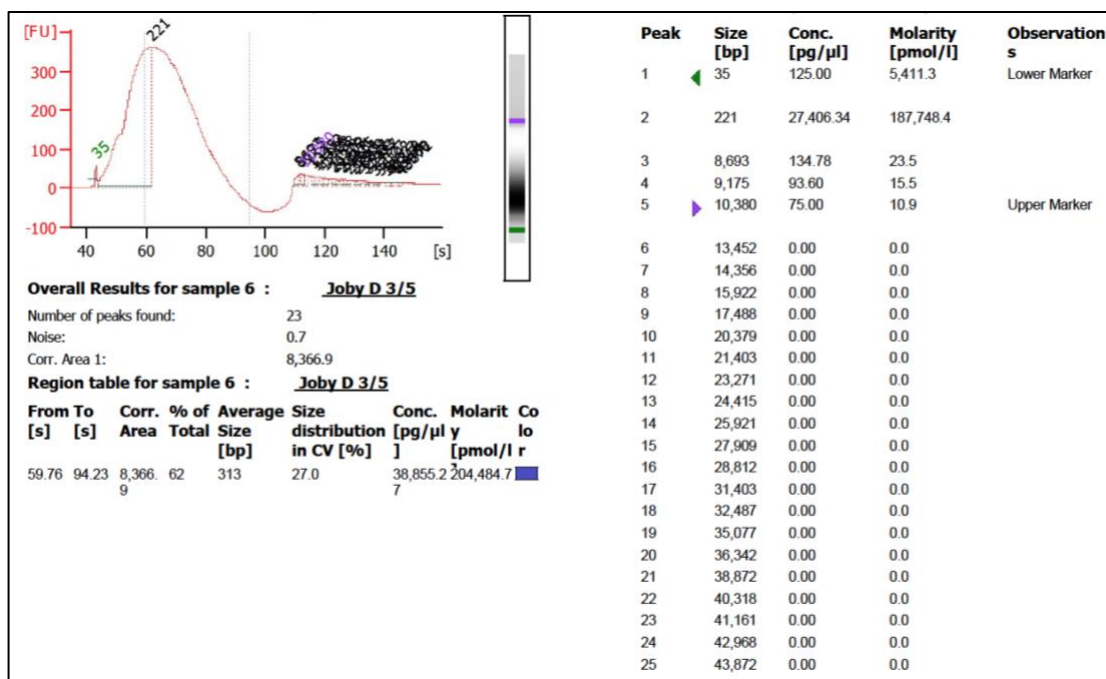 [FU]
221
300
200
100
0
-100
35
40 60 80 100 120 140 [s]
Overall Results for sample 6 : Joby D 3/5
Number of peaks found: 23
Noise: 0.7
Corr. Area 1: 8,366.9
Region table for sample 6 : Joby D 3/5
From To Corr. % of Average Size Conc. Molarit Co
[s] [s] Area Total Size distribution [pg/µl y lo
[bp] in CV [%] ] [pmol/l r
59.76 94.23 8,366. 62 313 27.0 38,855.2 204,484.7
9 7
Peak Size Conc. Molarity Observation
[bp] [pg/µl] [pmol/l] s
1 35 125.00 5,411.3 Lower Marker
2 221 27,406.34 187,748.4
3 8,693 134.78 23.5
4 9,175 93.60 15.5
5 10,380 75.00 10.9 Upper Marker
6 13,452 0.00 0.0
7 14,356 0.00 0.0
8 15,922 0.00 0.0
9 17,488 0.00 0.0
10 20,379 0.00 0.0
11 21,403 0.00 0.0
12 23,271 0.00 0.0
13 24,415 0.00 0.0
14 25,921 0.00 0.0
15 27,909 0.00 0.0
16 28,812 0.00 0.0
17 31,403 0.00 0.0
18 32,487 0.00 0.0
19 35,077 0.00 0.0
20 36,342 0.00 0.0
21 38,872 0.00 0.0
22 40,318 0.00 0.0
23 41,161 0.00 0.0
24 42,968 0.00 0.0
25 43,872 0.00 0.0